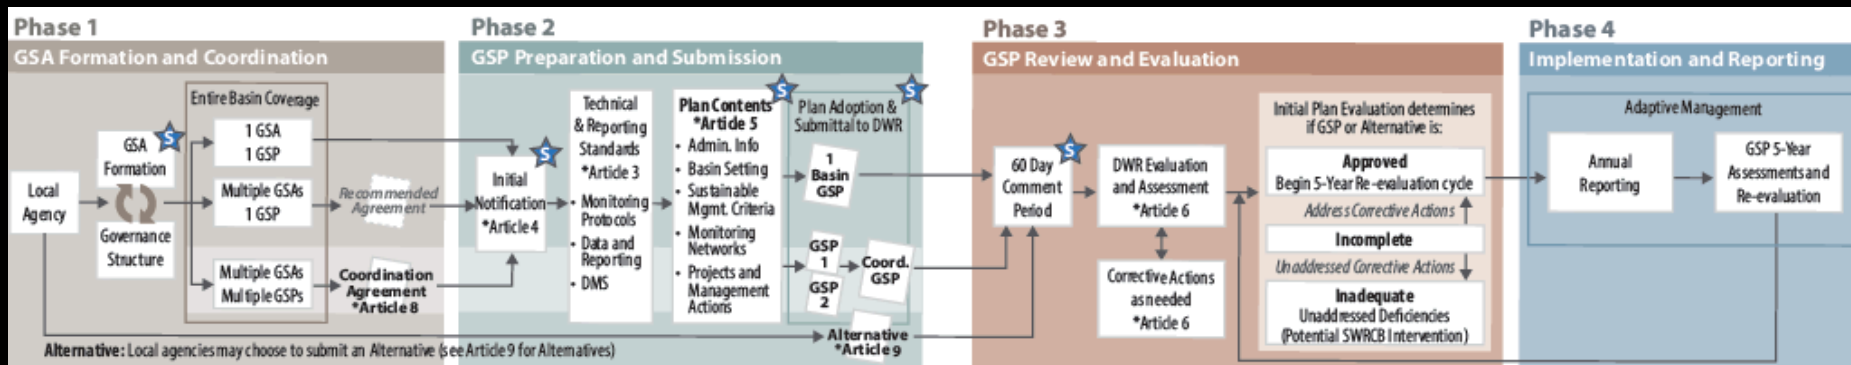 Phase 1
GSA Formation and Coordination
Local
Agency
GSA
Formation
S
Governance
Structure
Entire Basin Coverage
1 GSA
1 GSP
Multiple GSAs
1 GSP
Multiple GSAs
Multiple GSPs
Recommended
Agreement
Coordination
Agreement
*Article 8
Alternative: Local agencies may choose to submit an Alternative (see Article 9 for Alternatives)
Phase 2
GSP Preparation and Submission
S
Initial
Notification
*Article 4
Technical
& Reporting
Standards
*Article 3
• Monitoring
Protocols
• Data and
Reporting
• DMS
S
Plan Contents
*Article 5
• Admin. Info
• Basin Setting
• Sustainable
Mgmt. Criteria
• Monitoring
Networks
• Projects and
Management
Actions
S
Plan Adoption &
Submittal to DWR
1
Basin
GSP
GSP
1
GSP
2
Coord.
GSP
Alternative
*Article 9
Phase 3
GSP Review and Evaluation
S
60 Day
Comment
Period
DWR Evaluation
and Assessment
*Article 6
Corrective Actions
as needed
*Article 6
Initial Plan Evaluation determines
if GSP or Alternative is:
Approved
Begin 5-Year Re-evaluation cycle
Address Corrective Actions
Incomplete
Unaddressed Corrective Actions
Inadequate
Unaddressed Deficiencies
(Potential SWRCB Intervention)
Phase 4
Implementation and Reporting
Adaptive Management
Annual
Reporting
GSP 5-Year
Assessments and
Re-evaluation